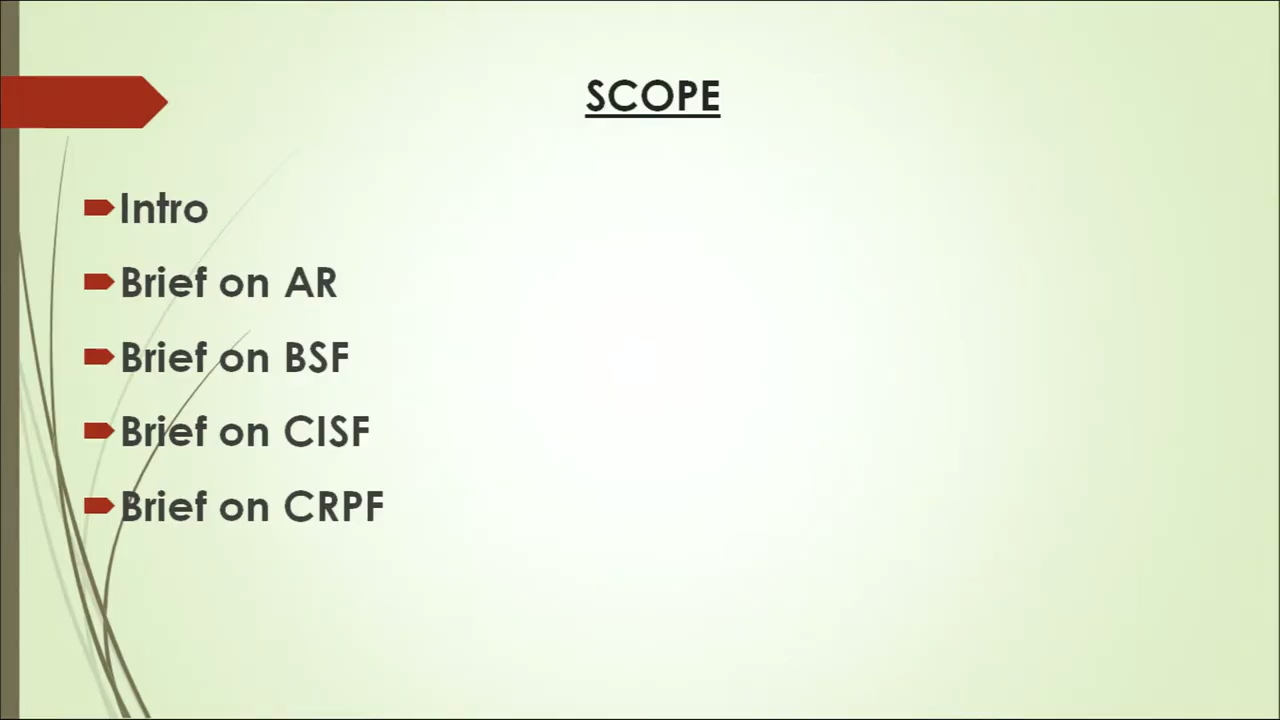 SCOPE
Intro
Brief on AR
Brief on BSF
Brief on CISF
Brief on CRPF